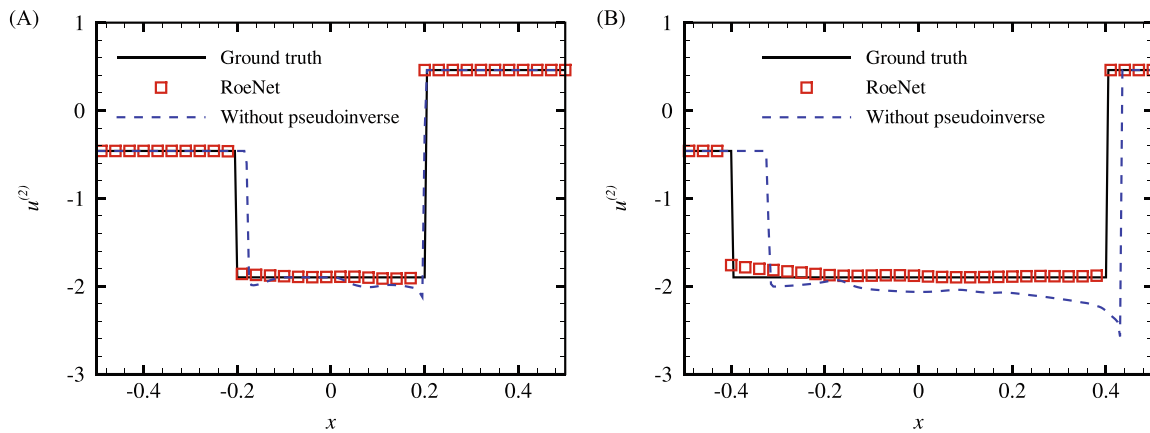 (A)
1
0
-1
-2
-3
u(2)
Ground truth
RoeNet
Without pseudoinverse
-0.4
-0.2
0
0.2
0.4
x
(B)
1
0
-1
-2
-3
u(2)
Ground truth
RoeNet
Without pseudoinverse
-0.4
-0.2
0
0.2
0.4
x